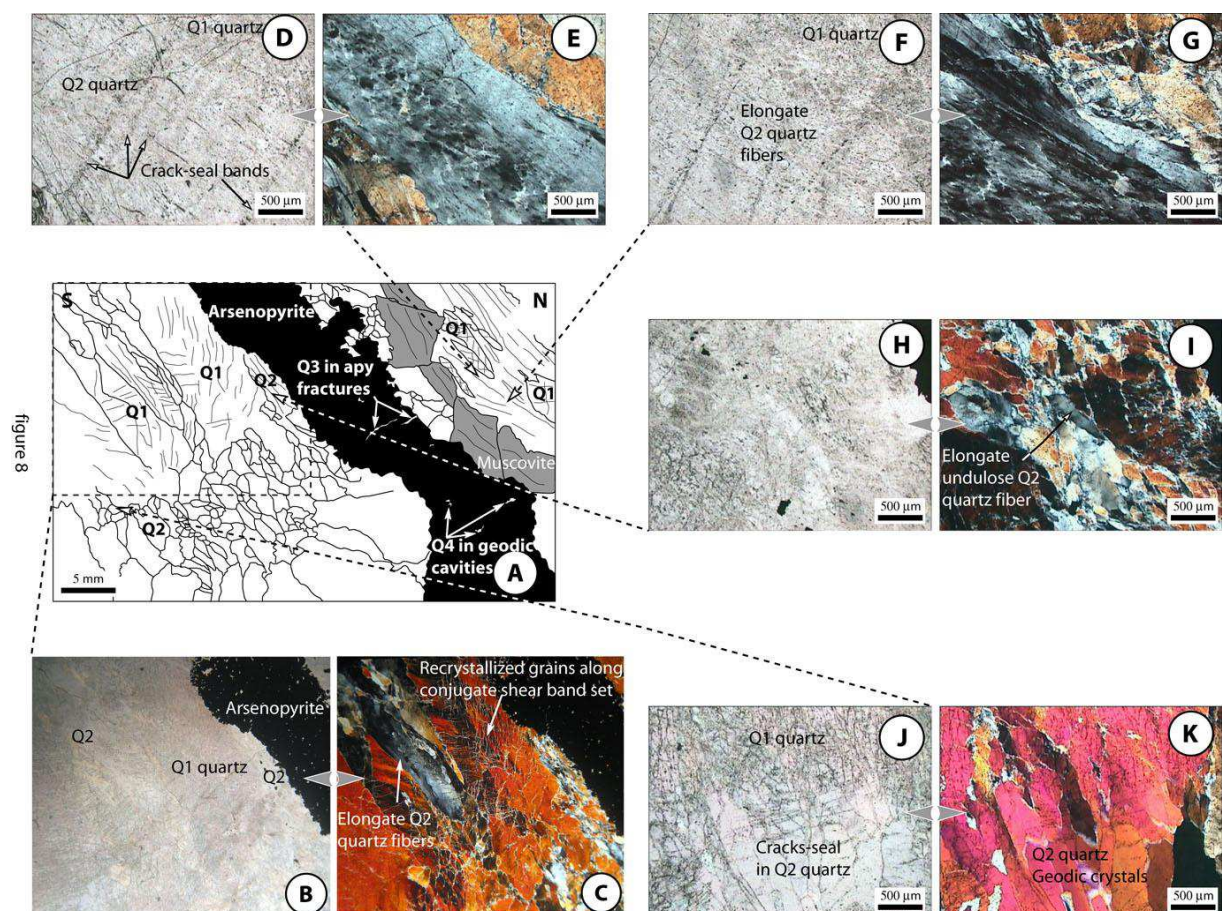 Q1 quartz
D
Q2 quartz
Crack-seal bands
500 µm
E
500 µm
Q1 quartz
F
Elongate
Q2 quartz
fibers
500 µm
G
500 µm
S
N
Arsenopyrite
Q1
Q3 in apy
fractures
Q1
Q2
Q1
Q1
Muscovite
Q2
Q4 in geodic
cavities
A
5 mm
figure 8
H
500 µm
I
Elongate
undulose Q2
quartz fiber
500 µm
Arsenopyrite
Q2
Q1 quartz
Q2
B
Recrystallized grains along
conjugate shear band set
Elongate Q2
quartz fibers
C
Q1 quartz
J
Cracks-seal
in Q2 quartz
500 µm
K
Q2 quartz
Geodic crystals
500 µm